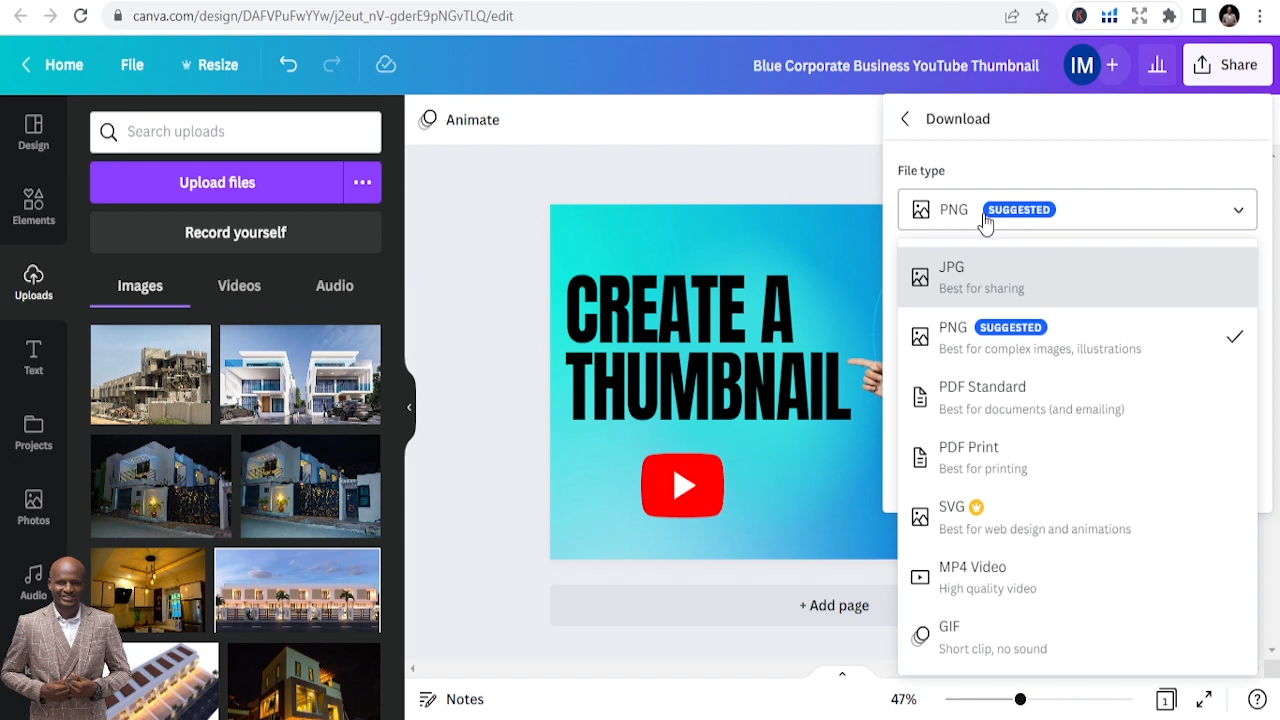 canva.com/design/DAFVPuFwYYw/j2eut_nV-gderE9pNGvTLQ/edit
Home
File
Resize
Blue Corporate Business YouTube Thumbnail
IM
+
Share
Design
Elements
Uploads
Text
Projects
Photos
Audio
Search uploads
Upload files
Record yourself
Images
Videos
Audio
Animate
CREATE A
THUMBNAIL
+ Add page
Notes
47%
1
?
Download
File type
PNG SUGGESTED
JPG
Best for sharing
PNG SUGGESTED
Best for complex images, illustrations
PDF Standard
Best for documents (and emailing)
PDF Print
Best for printing
SVG
Best for web design and animations
MP4 Video
High quality video
GIF
Short clip, no sound